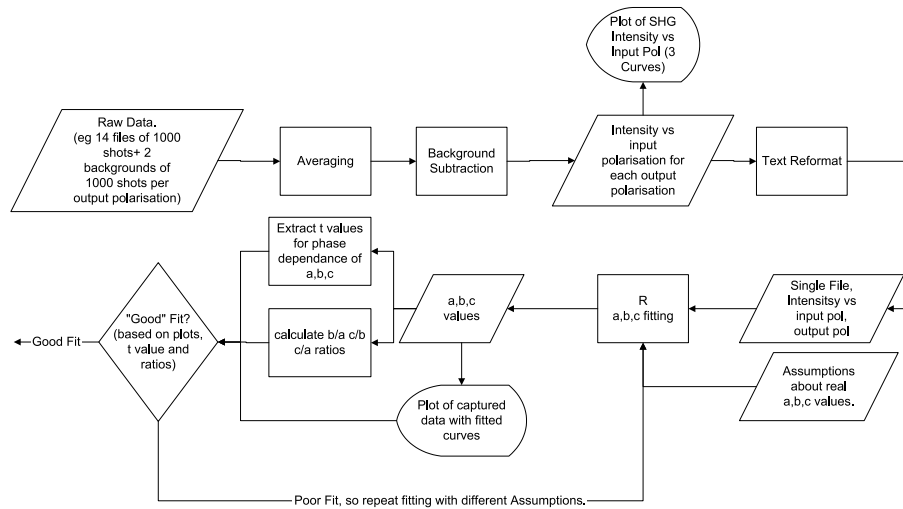 Plot of SHG
Intensity vs
Input Pol (3
Curves)
Raw Data.
(eg 14 files of 1000
shots+ 2
backgrounds of
1000 shots per
output polarisation)
Averaging
Background
Subtraction
Intensity vs
input
polarisation for
each output
polarisation
Text Reformat
Extract t values
for phase
dependance of
a,b,c
calculate b/a c/b
c/a ratios
a,b,c
values
R
a,b,c fitting
Single File,
Intensitsy vs
input pol,
output pol
Assumptions
about real
a,b,c values.
"Good" Fit?
(based on plots,
t value and
ratios)
Good Fit
Plot of captured
data with fitted
curves
Poor Fit, so repeat fitting with different Assumptions.